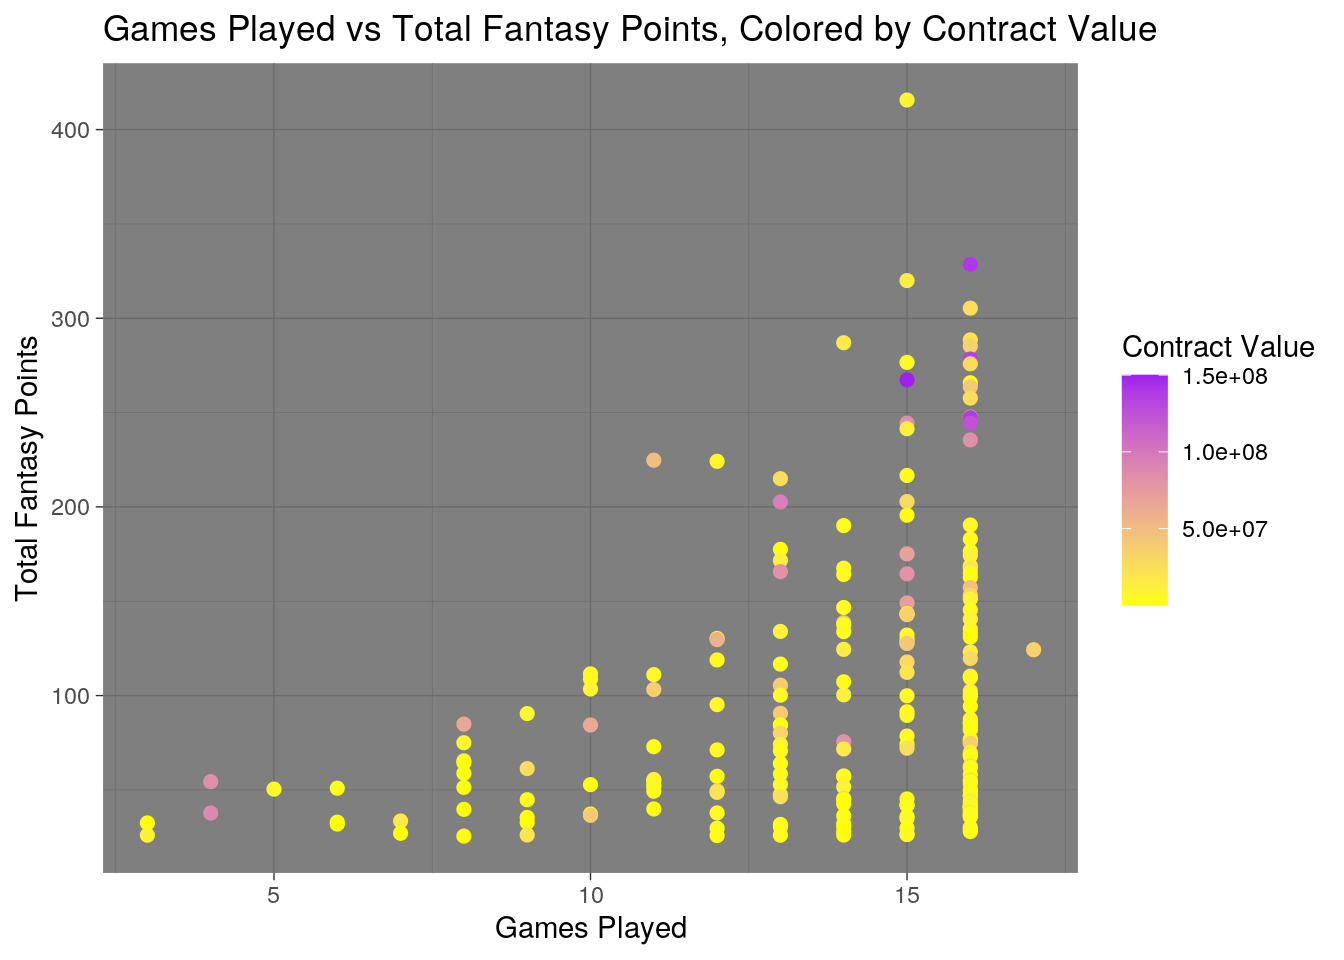 Games Played vs Total Fantasy Points, Colored by Contract Value
Total Fantasy Points
400
300
200
100
5
10
15
Games Played
Contract Value
1.5e+08
1.0e+08
5.0e+07